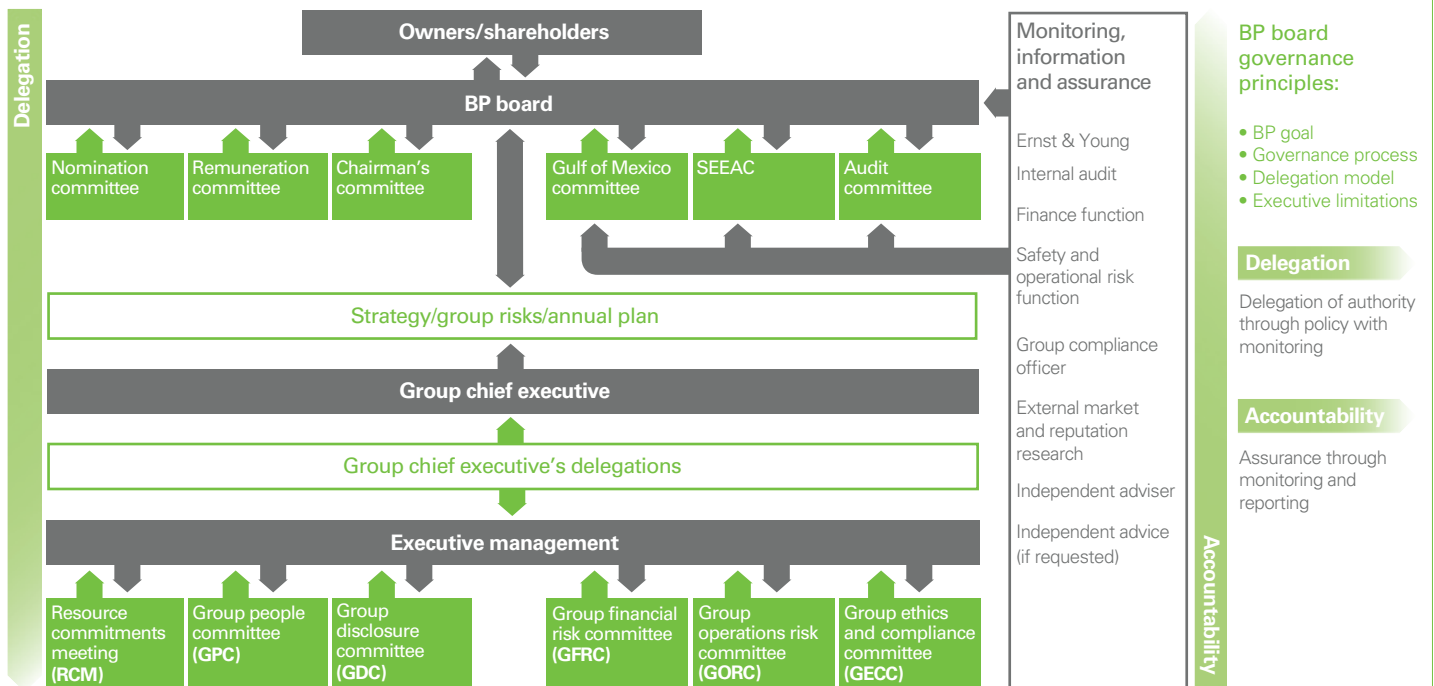 Delegation
Owners/shareholders
BP board
Nomination
committee
Remuneration
committee
Chairman's
committee
Gulf of Mexico
committee
SEEAC
Audit
committee
Strategy/group risks/annual plan
Group chief executive
Group chief executive's delegations
Executive management
Resource
commitments
meeting
(RCM)
Group people
committee
(GPC)
Group
disclosure
committee
(GDC)
Group financial
risk committee
(GFRC)
Group
operations risk
committee
(GORC)
Group ethics
and compliance
committee
(GECC)
Monitoring,
information
and assurance
Ernst & Young
Internal audit
Finance function
Safety and
operational risk
function
Group compliance
officer
External market
and reputation
research
Independent adviser
Independent advice
(if requested)
Accountability
BP board
governance
principles:
• BP goal
• Governance process
• Delegation model
• Executive limitations
Delegation
Delegation of authority
through policy with
monitoring
Accountability
Assurance through
monitoring and
reporting